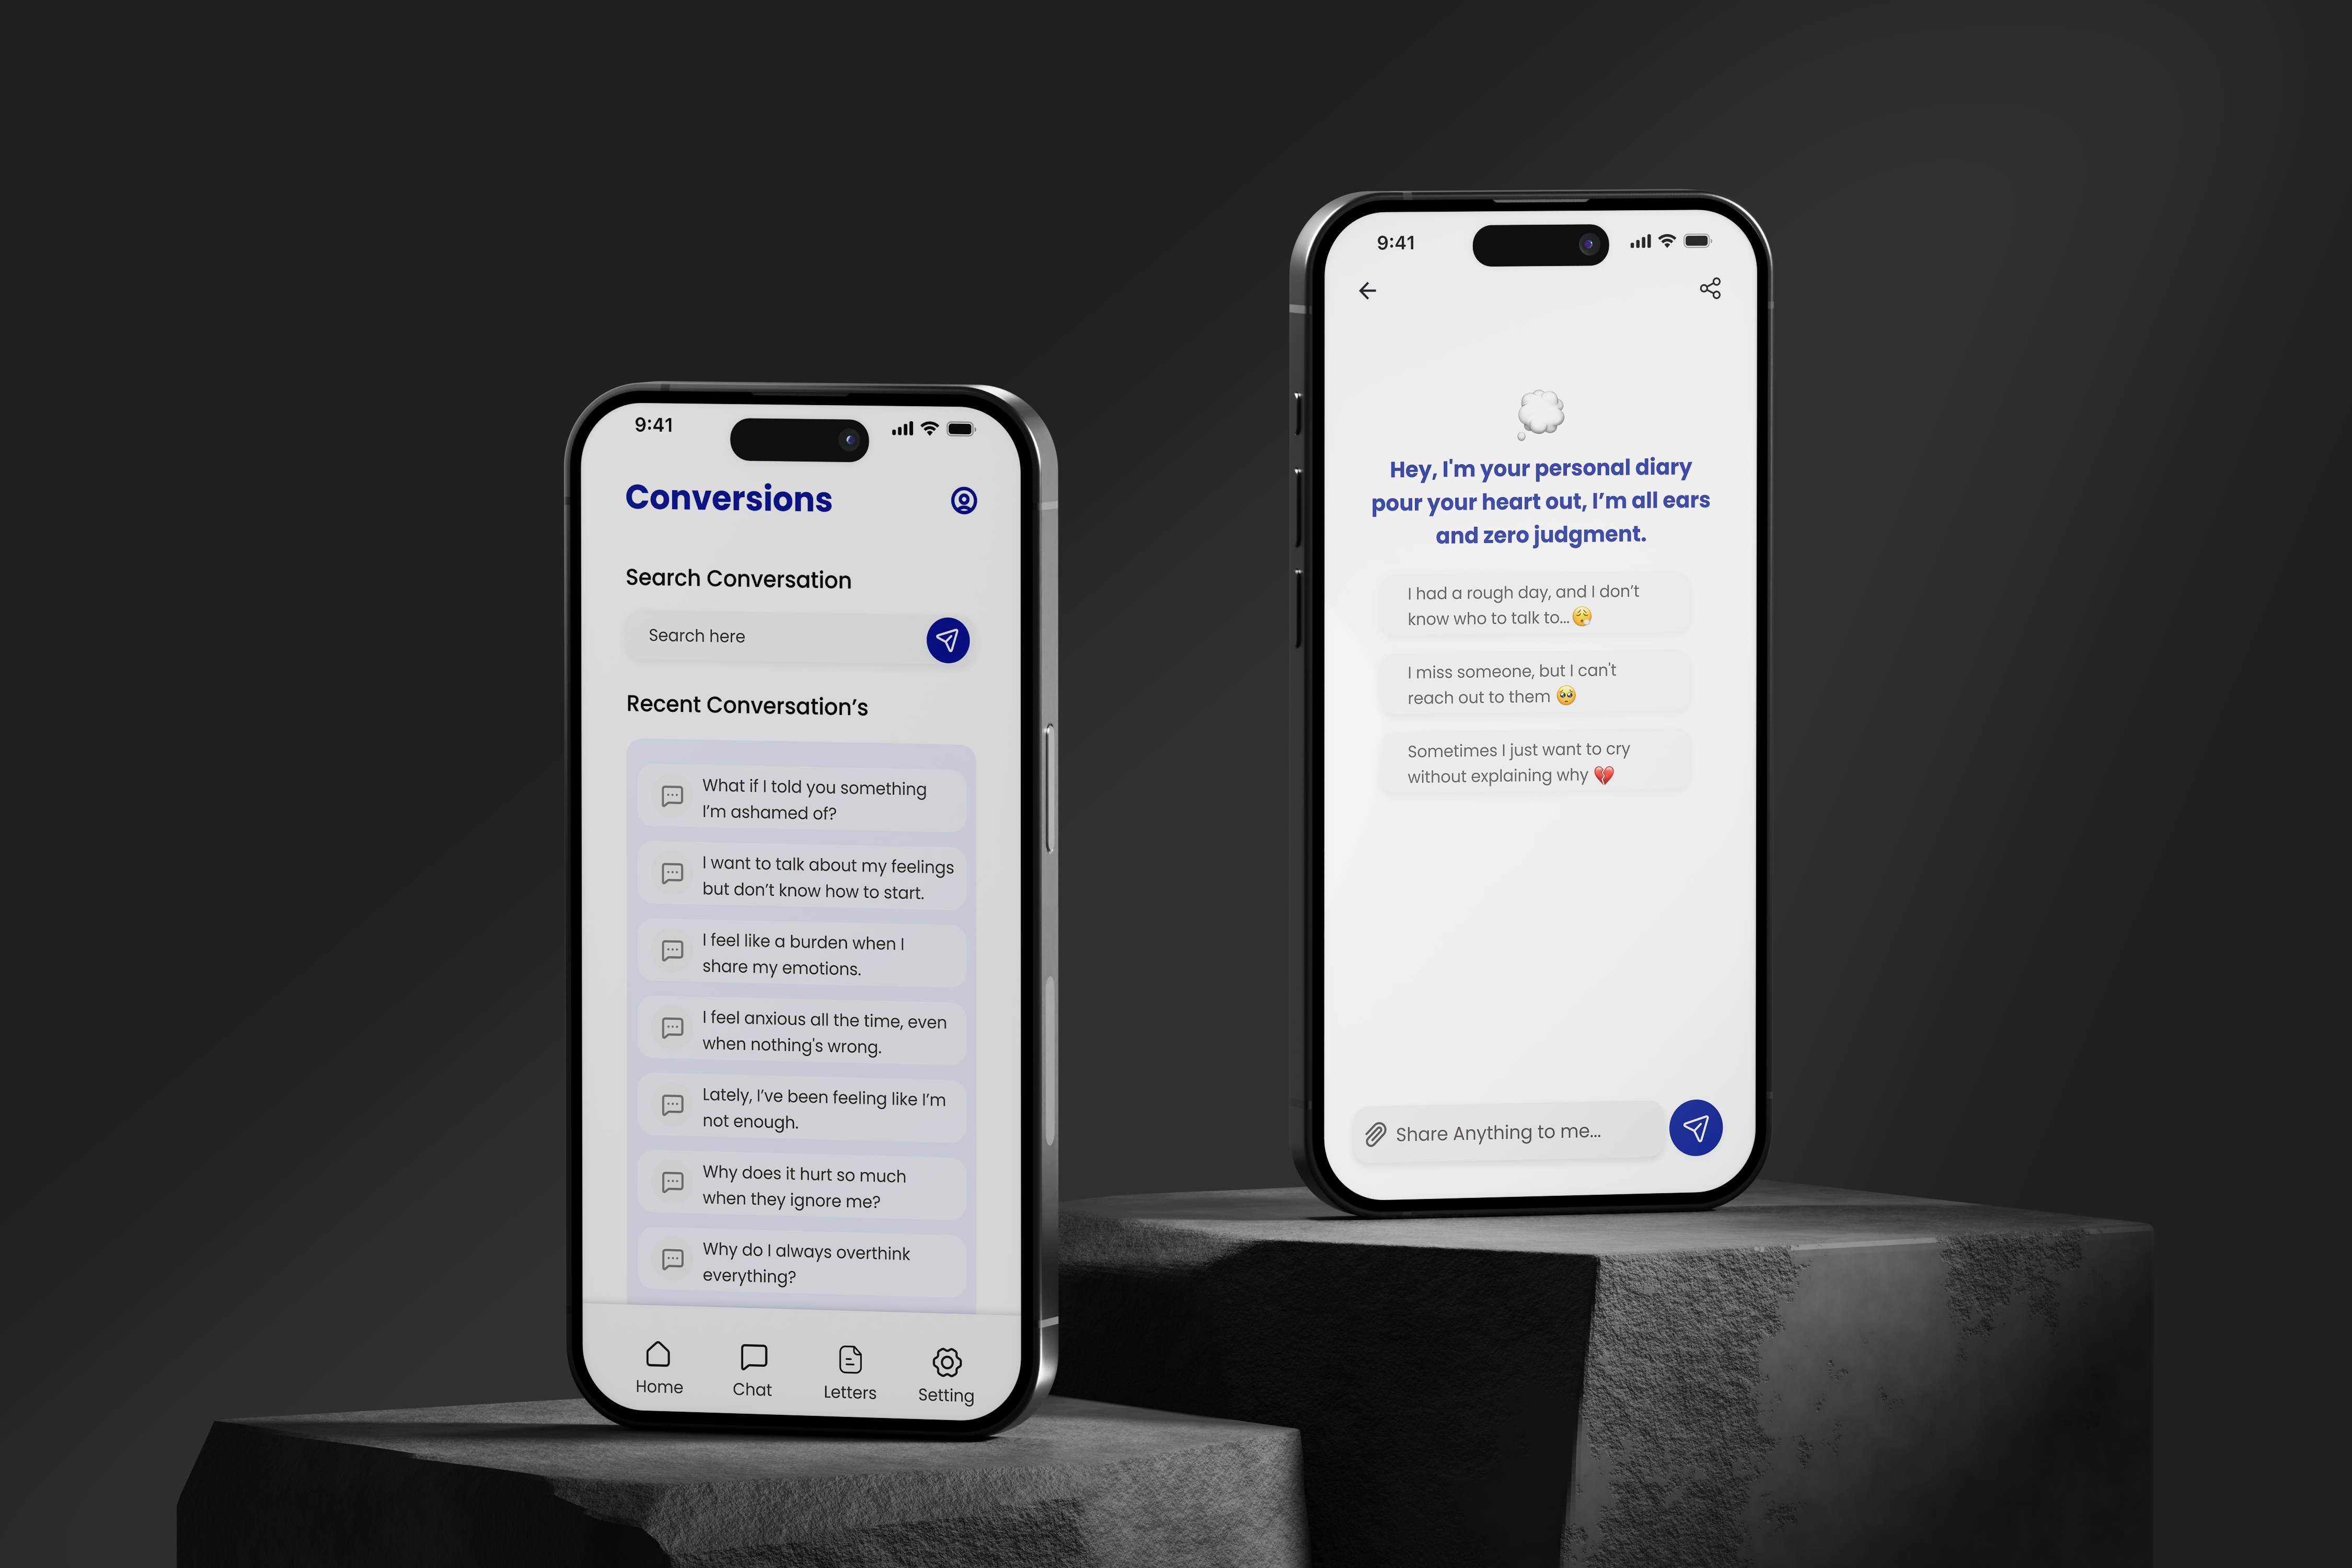 9:41
Conversions
Search Conversation
Search here
Recent Conversation’s
What if I told you something
I’m ashamed of?
I want to talk about my feelings
but don’t know how to start.
I feel like a burden when I
share my emotions.
I feel anxious all the time, even
when nothing's wrong.
Lately, I’ve been feeling like I’m
not enough.
Why does it hurt so much
when they ignore me?
Why do I always overthink
everything?
Home Chat Letters Setting
9:41
Hey, I'm your personal diary
pour your heart out, I’m all ears
and zero judgment.
I had a rough day, and I don’t
know who to talk to... 😮‍💨
I miss someone, but I can't
reach out to them 🥺
Sometimes I just want to cry
without explaining why 💔
Share Anything to me...